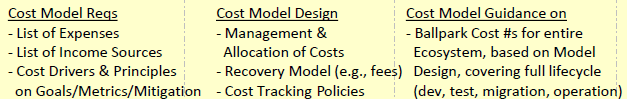 Cost Model Reqs
- List of Expenses
- List of Income Sources
- Cost Drivers & Principles
on Goals/Metrics/Mitigation
Cost Model Design
- Management &
Allocation of Costs
- Recovery Model (e.g., fees)
- Cost Tracking Policies
Cost Model Guidance on
- Ballpark Cost #s for entire
Ecosystem, based on Model
Design, covering full lifecycle
(dev, test, migration, operation)